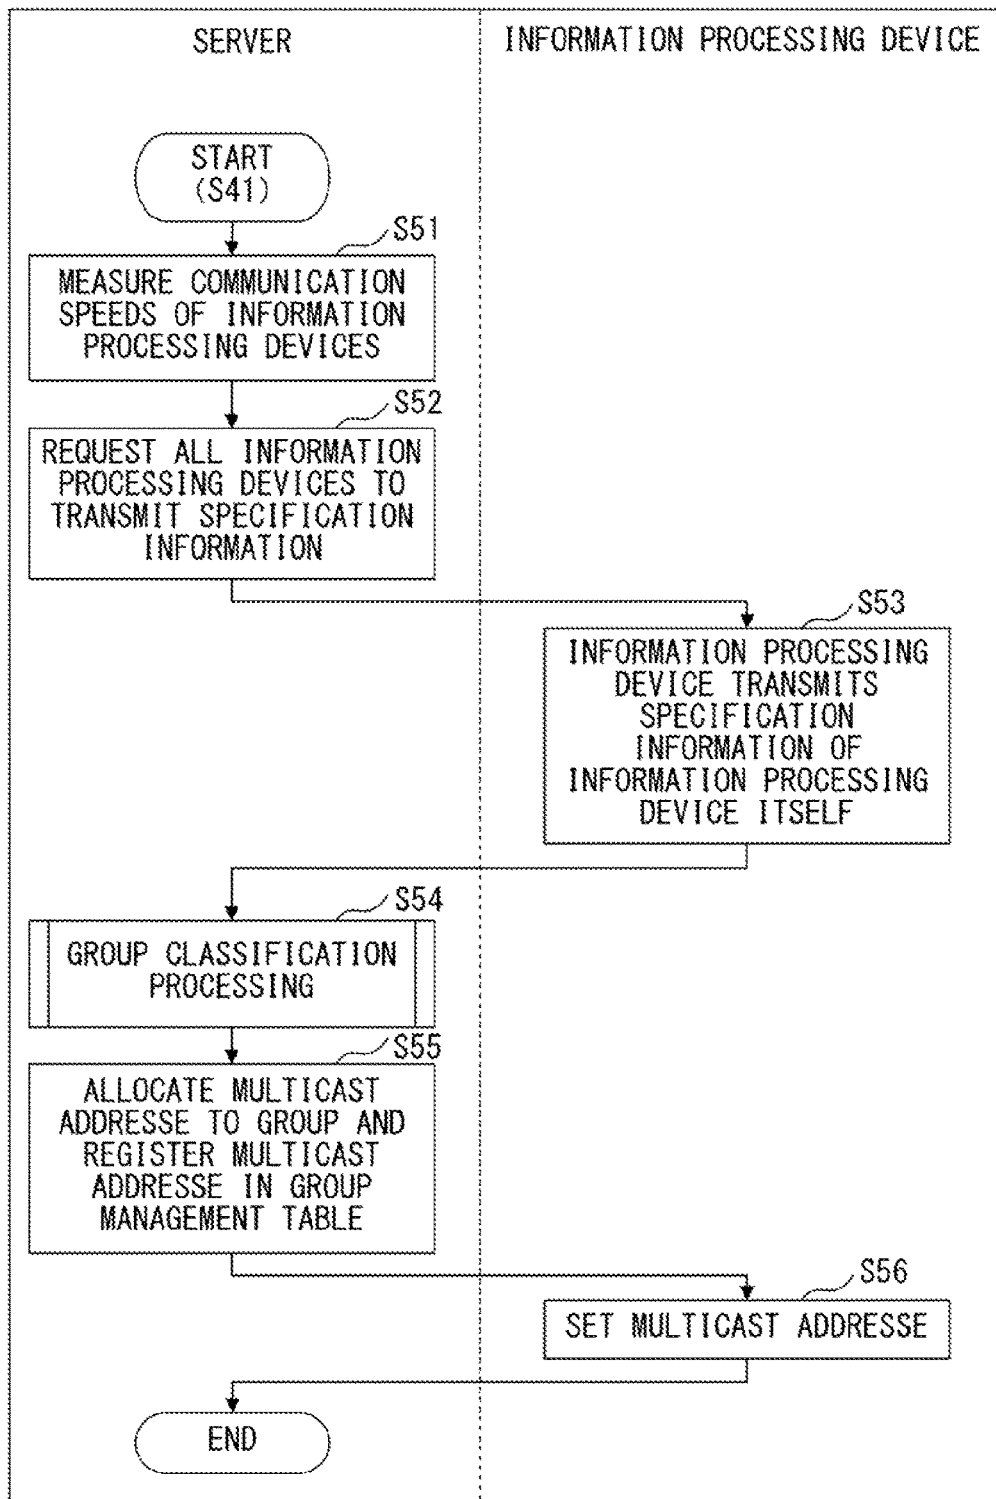 SERVER
INFORMATION PROCESSING DEVICE
START
(S41)
S51
MEASURE COMMUNICATION
SPEEDS OF INFORMATION
PROCESSING DEVICES
S52
REQUEST ALL INFORMATION
PROCESSING DEVICES TO
TRANSMIT SPECIFICATION
INFORMATION
S53
INFORMATION PROCESSING
DEVICE TRANSMITS
SPECIFICATION
INFORMATION OF
INFORMATION PROCESSING
DEVICE ITSELF
S54
GROUP CLASSIFICATION
PROCESSING
S55
ALLOCATE MULTICAST
ADDRESSE TO GROUP AND
REGISTER MULTICAST
ADDRESSE IN GROUP
MANAGEMENT TABLE
S56
SET MULTICAST ADDRESSE
END